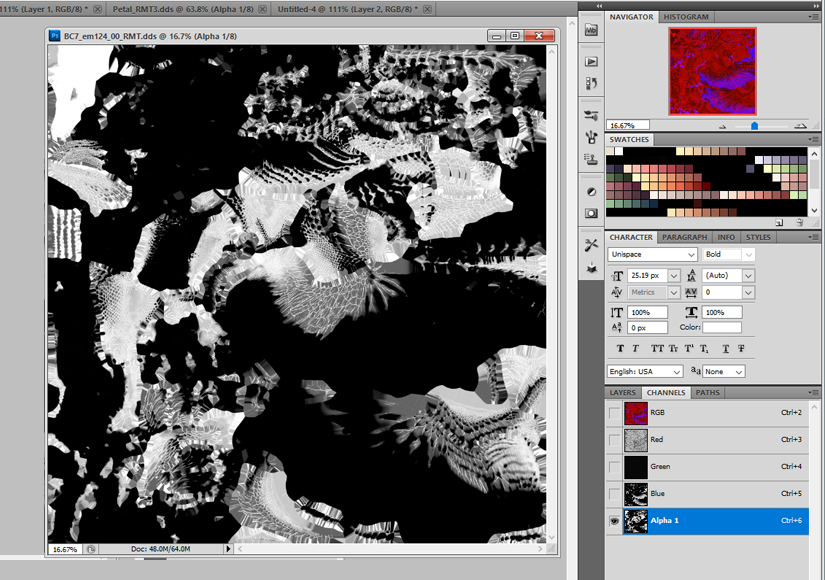 111% (Layer 1, RGB/8) *
Petal_RMT3.dds @ 63.8% (Alpha 1/8)
Untitled-4 @ 111% (Layer 2, RGB/8) *
BC7_em124_00_RMT.dds @ 16.7% (Alpha 1/8)
16.67%
Doc: 48.0M/64.0M
NAVIGATOR
HISTOGRAM
16.67%
SWATCHES
CHARACTER
PARAGRAPH
INFO
STYLES
Unispace
Bold
25.19 px
(Auto)
Metrics
0
100%
100%
0 px
Color:
T T TT Tr T¹ T₁ T T
English: USA
aa
None
LAYERS
CHANNELS
PATHS
RGB
Ctrl+2
Red
Ctrl+3
Green
Ctrl+4
Blue
Ctrl+5
Alpha 1
Ctrl+6